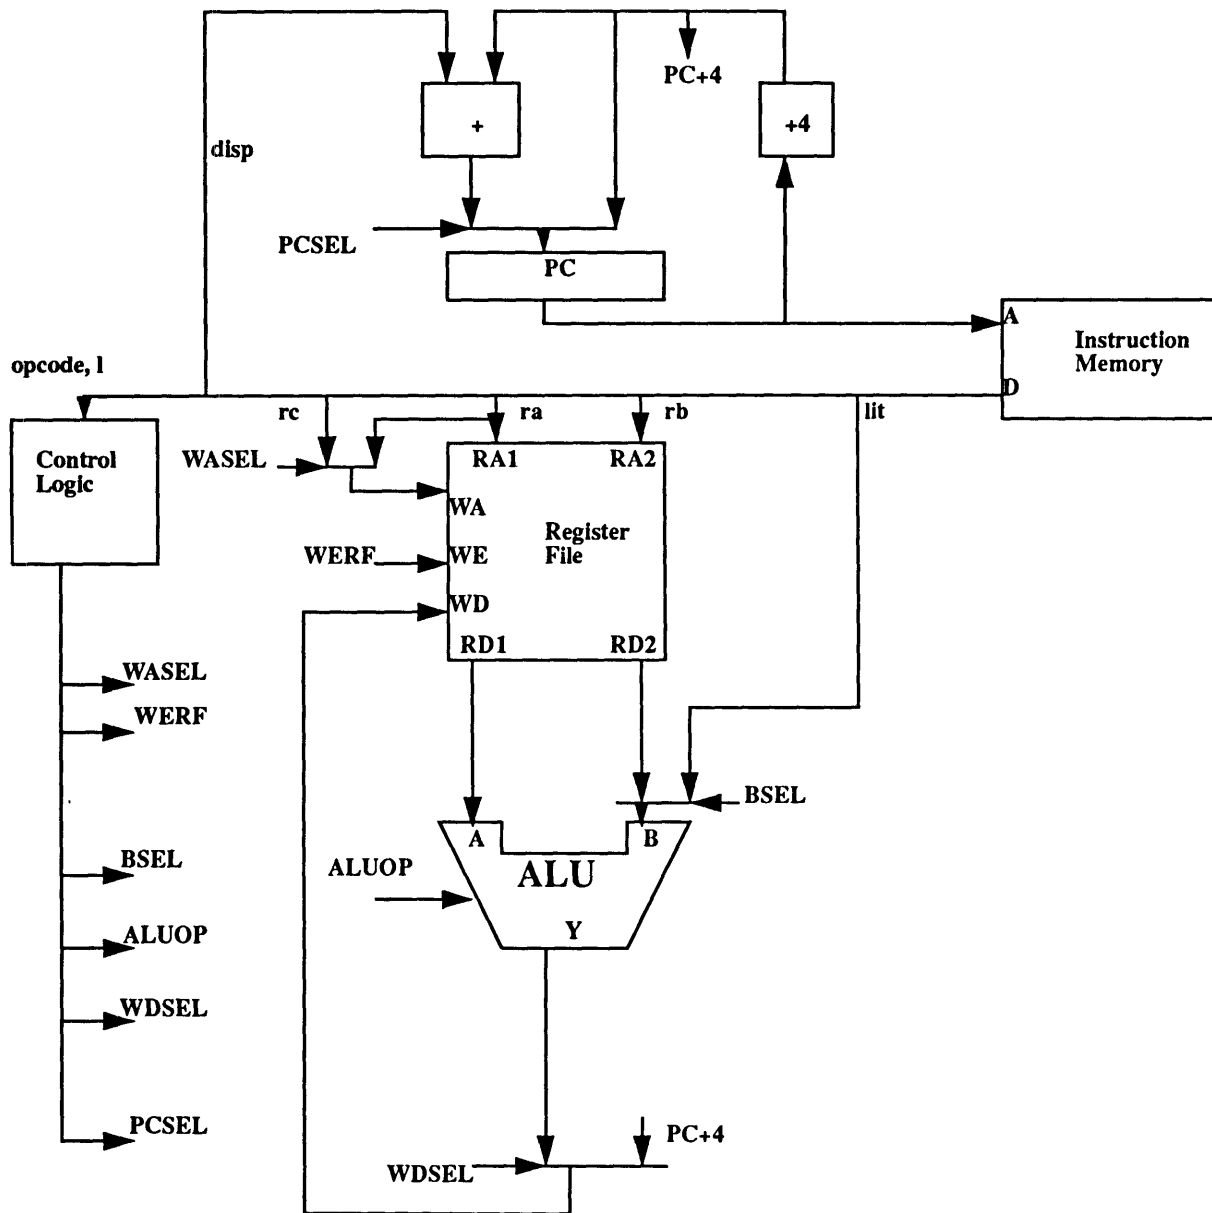 PC+4
+
+4
disp
PCSEL
PC
A
Instruction
Memory
D
opcode, l
rc
ra
rb
lit
Control
Logic
WASEL
RA1
RA2
WA
Register
File
WERF
WE
WD
RD1
RD2
WASEL
WERF
BSEL
A
B
ALU
ALUOP
Y
BSEL
ALUOP
WDSEL
PCSEL
PC+4
WDSEL